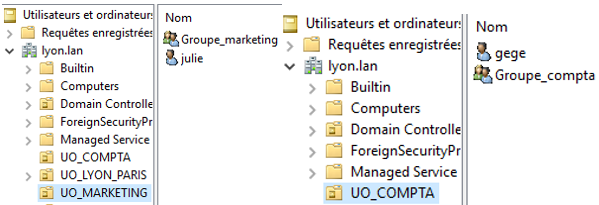 Utilisateurs et ordinateurs
Requêtes enregistrées
lyon.lan
Builtin
Computers
Domain Controlle
ForeignSecurityPr
Managed Service
UO_COMPTA
UO_LYON_PARIS
UO_MARKETING
Nom
Groupe_marketing
julie
Utilisateurs et ordinateurs
Requêtes enregistrées
lyon.lan
Builtin
Computers
Domain Controlle
ForeignSecurityPr
Managed Service
UO_COMPTA
Nom
gege
Groupe_compta